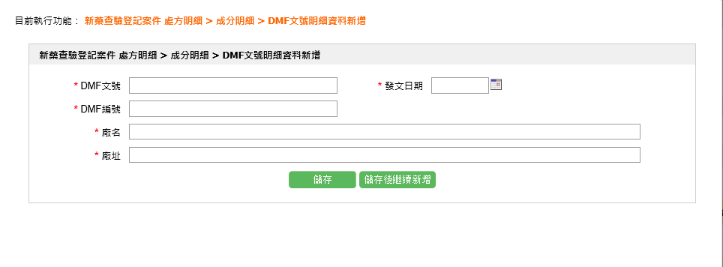 目前執行功能： 新藥查驗登記案件 處方明細 > 成分明細 > DMF文號明細資料新增
新藥查驗登記案件 處方明細 > 成分明細 > DMF文號明細資料新增
* DMF文號 * 發文日期
* DMF編號
* 廠名
* 廠址
儲存 儲存後繼續新增